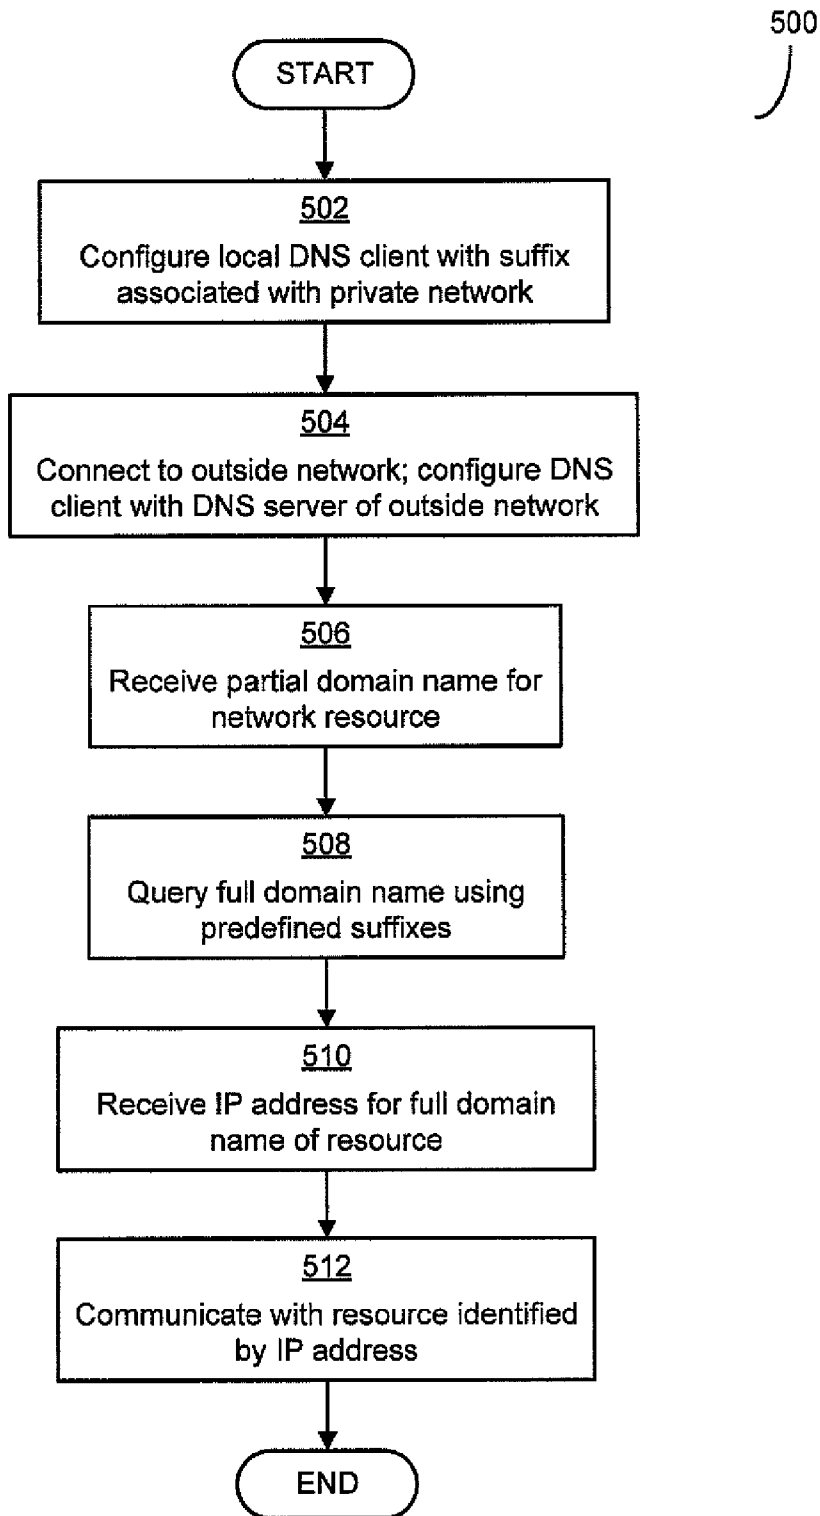 500
START
502
Configure local DNS client with suffix
associated with private network
504
Connect to outside network; configure DNS
client with DNS server of outside network
506
Receive partial domain name for
network resource
508
Query full domain name using
predefined suffixes
510
Receive IP address for full domain
name of resource
512
Communicate with resource identified
by IP address
END